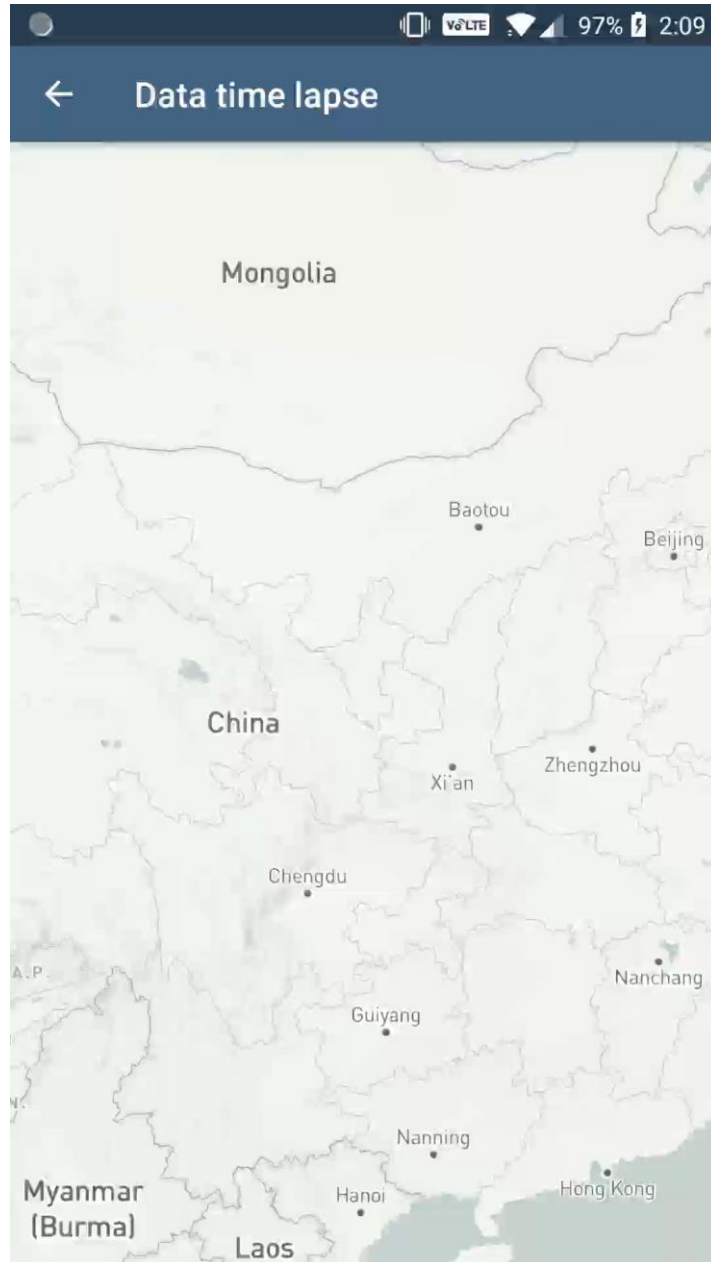 VoLTE 97% 2:09
Data time lapse
Mongolia
Baotou
Beijing
China
Zhengzhou
Xi'an
Chengdu
A.P.
Nanchang
Guiyang
N.
Nanning
Myanmar
(Burma)
Hanoi
Hong Kong
Laos